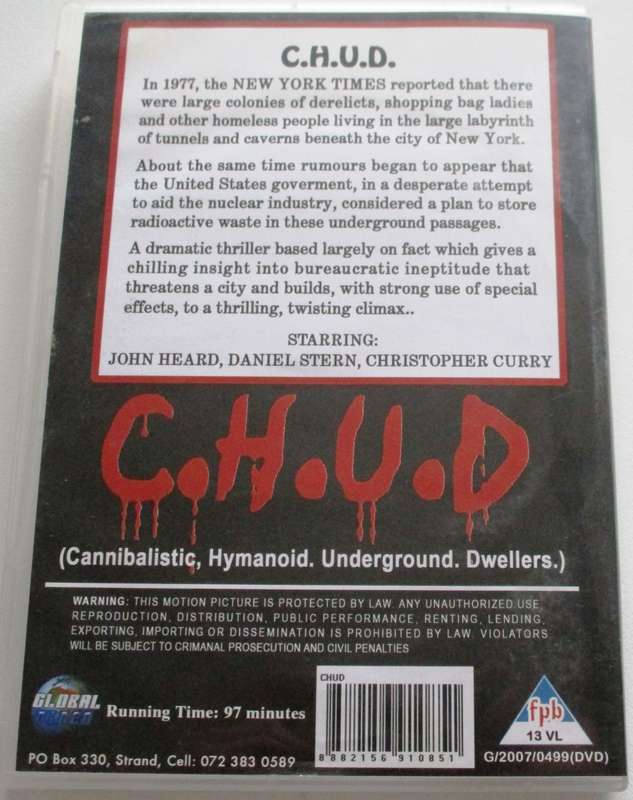 C.H.U.D.
In 1977, the NEW YORK TIMES reported that there
were large colonies of derelicts, shopping bag ladies
and other homeless people living in the large labyrinth
of tunnels and caverns beneath the city of New York.
About the same time rumours began to appear that
the United States goverment, in a desperate attempt
to aid the nuclear industry, considered a plan to store
radioactive waste in these underground passages.
A dramatic thriller based largely on fact which gives a
chilling insight into bureaucratic ineptitude that
threatens a city and builds, with strong use of special
effects, to a thrilling, twisting climax..
STARRING:
JOHN HEARD, DANIEL STERN, CHRISTOPHER CURRY
C.H.U.D
(Cannibalistic, Hymanoid. Underground. Dwellers.)
WARNING: THIS MOTION PICTURE IS PROTECTED BY LAW. ANY UNAUTHORIZED USE
REPRODUCTION, DISTRIBUTION, PUBLIC PERFORMANCE, RENTING, LENDING,
EXPORTING, IMPORTING OR DISSEMINATION IS PROHIBITED BY LAW. VIOLATORS
WILL BE SUBJECT TO CRIMANAL PROSECUTION AND CIVIL PENALTIES
GLOBAL
Running Time: 97 minutes
PO Box 330, Strand, Cell: 072 383 0589
CHUD
8 882156 910851
fpb
13 VL
G/2007/0499(DVD)